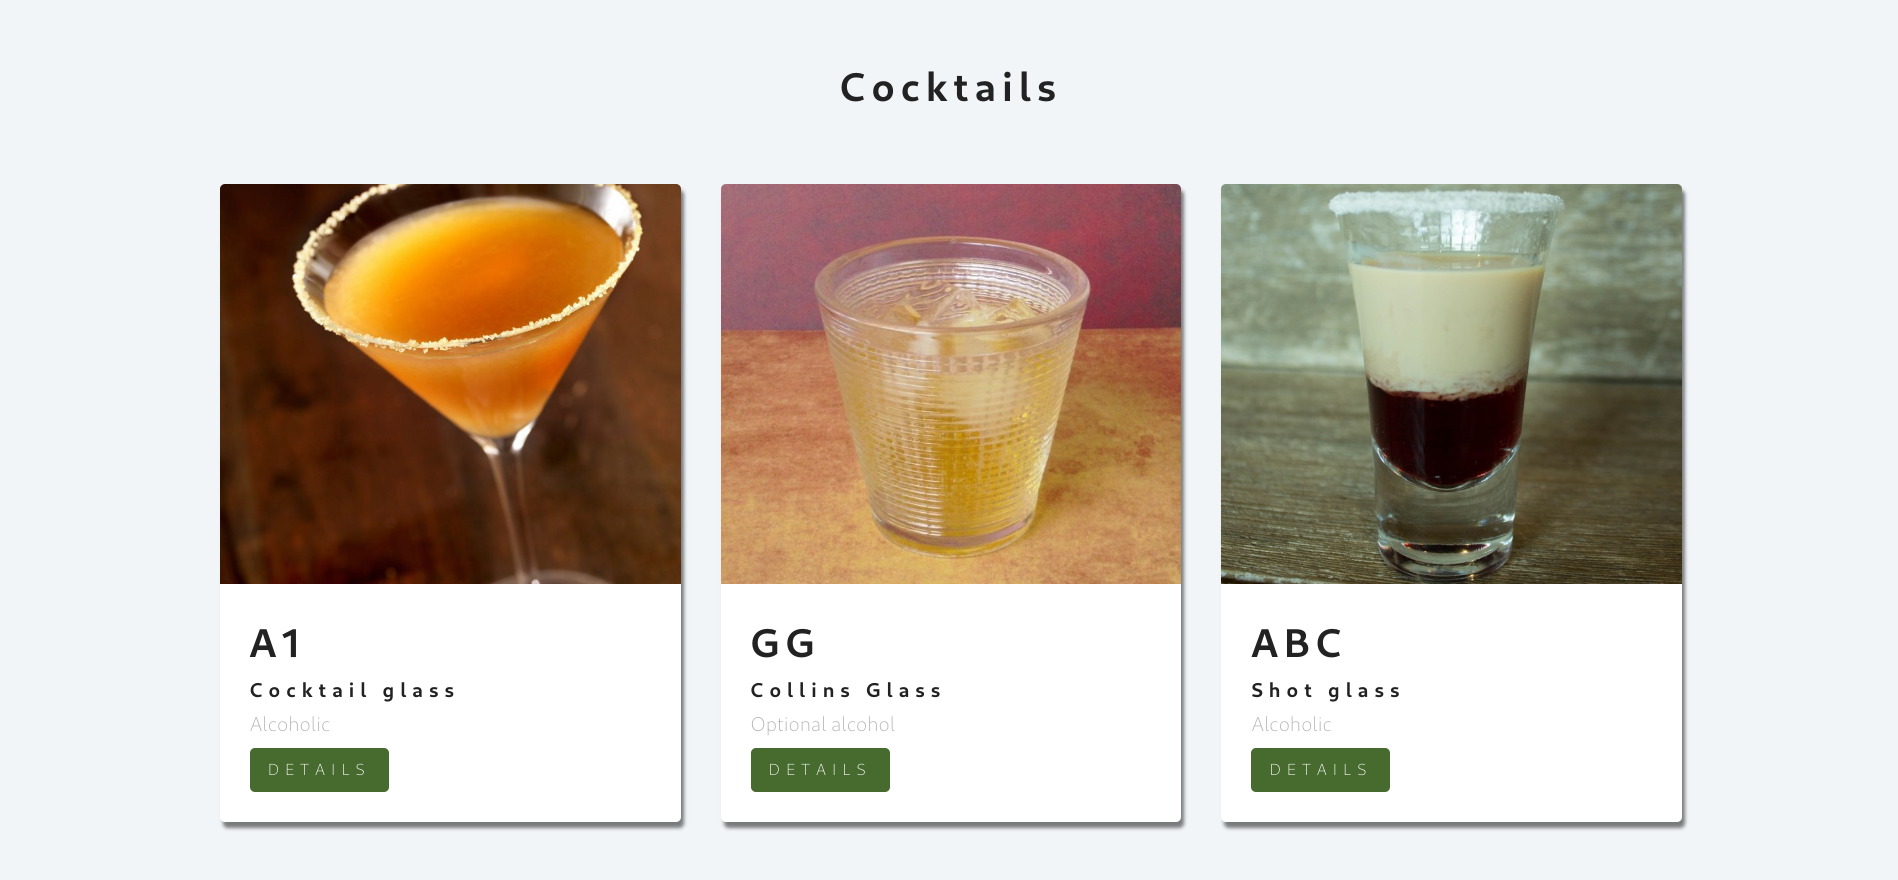 Cocktails
A1
Cocktail glass
Alcoholic
DETAILS
GG
Collins Glass
Optional alcohol
DETAILS
ABC
Shot glass
Alcoholic
DETAILS